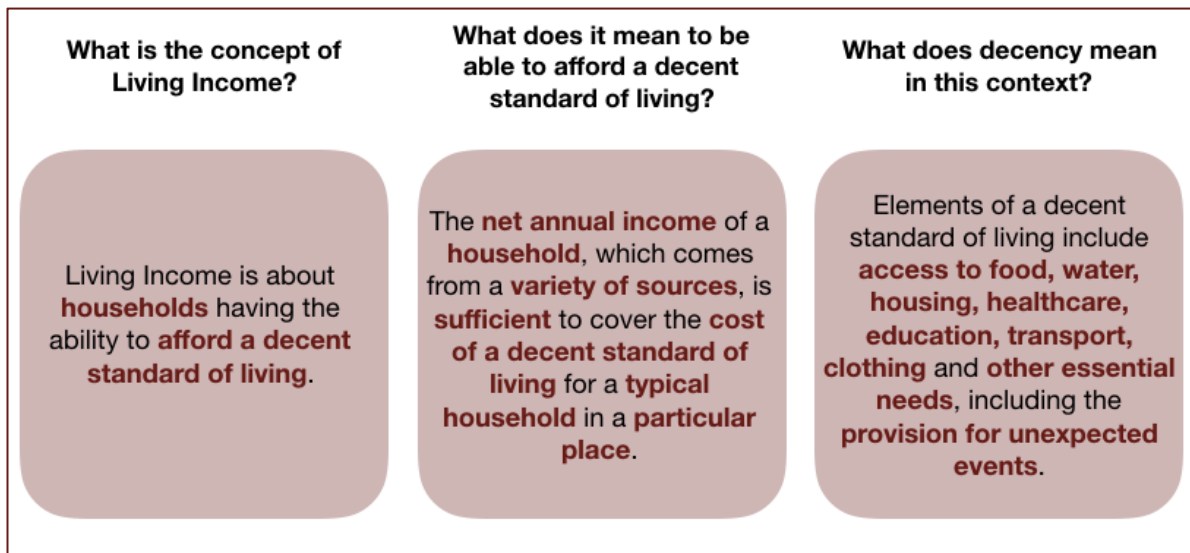 What is the concept of
Living Income?
Living Income is about
households having the
ability to afford a decent
standard of living.
What does it mean to be
able to afford a decent
standard of living?
The net annual income of a
household, which comes
from a variety of sources, is
sufficient to cover the cost
of a decent standard of
living for a typical
household in a particular
place.
What does decency mean
in this context?
Elements of a decent
standard of living include
access to food, water,
housing, healthcare,
education, transport,
clothing and other essential
needs, including the
provision for unexpected
events.